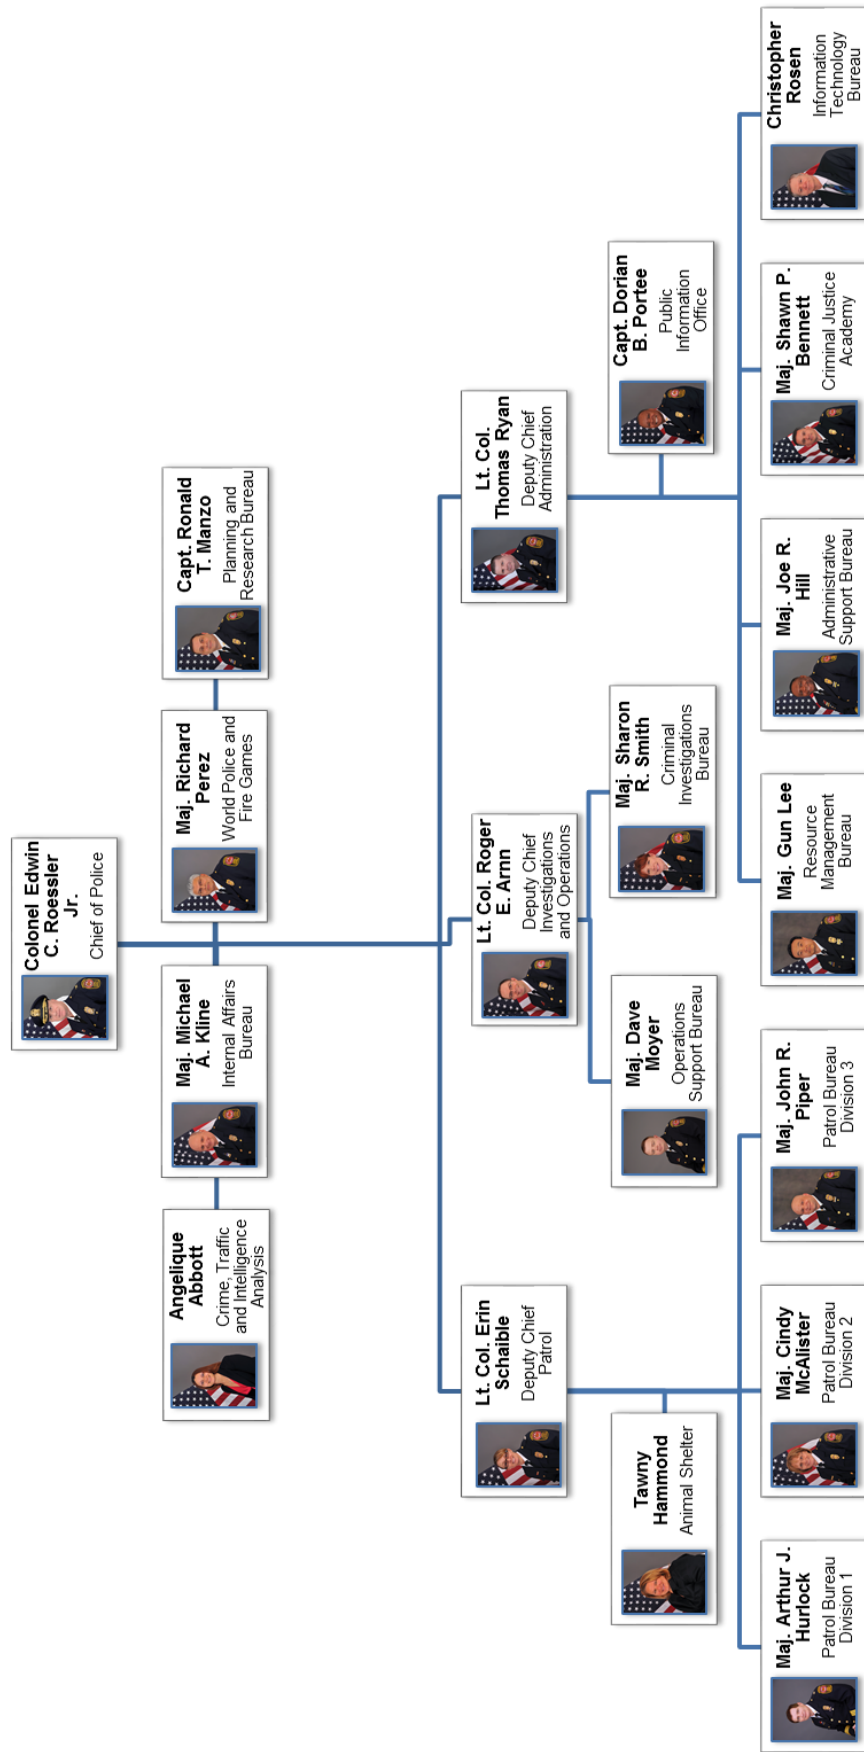 Colonel Edwin
C. Roessler
Jr.
Chief of Police
Angelique
Abbott
Crime, Traffic
and Intelligence
Analysis
Maj. Michael
A. Kline
Internal Affairs
Bureau
Maj. Richard
Perez
World Police and
Fire Games
Capt. Ronald
T. Manzo
Planning and
Research Bureau
Lt. Col. Erin
Schaible
Deputy Chief
Patrol
Lt. Col. Roger
E. Arnn
Deputy Chief
Investigations
and Operations
Lt. Col.
Thomas Ryan
Deputy Chief
Administration
Tawny
Hammond
Animal Shelter
Maj. Dave
Moyer
Operations
Support Bureau
Maj. Sharon
R. Smith
Criminal
Investigations
Bureau
Capt. Dorian
B. Portee
Public
Information
Office
Maj. Arthur J.
Hurlock
Patrol Bureau
Division 1
Maj. Cindy
McAlister
Patrol Bureau
Division 2
Maj. John R.
Piper
Patrol Bureau
Division 3
Maj. Gun Lee
Resource
Management
Bureau
Maj. Joe R.
Hill
Administrative
Support Bureau
Maj. Shawn P.
Bennett
Criminal Justice
Academy
Christopher
Rosen
Information
Technology
Bureau